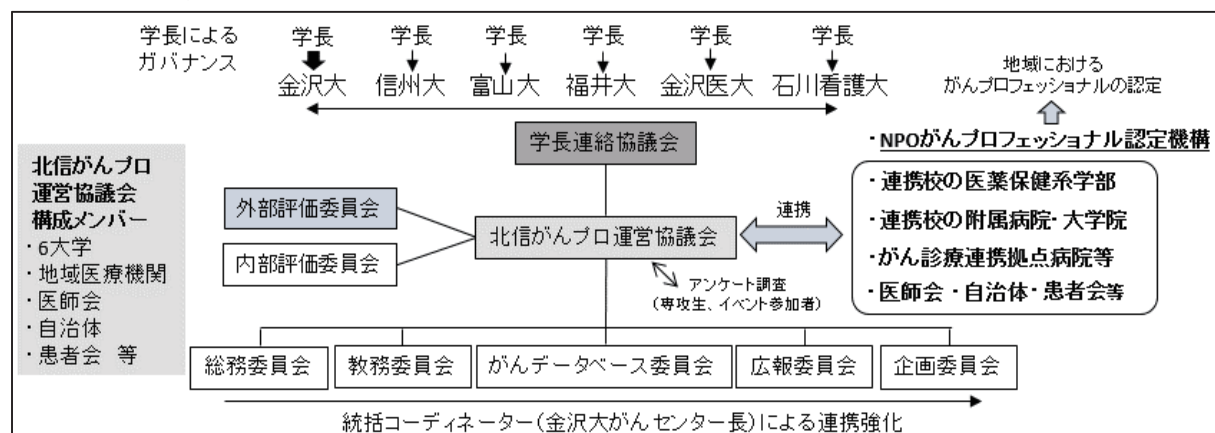 学長による
ガバナンス
学長 学長 学長 学長 学長 学長
金沢大 信州大 富山大 福井大 金沢医大 石川看護大
学長連絡協議会
地域における
がんプロフェッショナルの認定
・NPOがんプロフェッショナル認定機構
・連携校の医薬保健系学部
・連携校の附属病院・大学院
・がん診療連携拠点病院等
・医師会・自治体・患者会等
北信がんプロ
運営協議会
構成メンバー
・6大学
・地域医療機関
・医師会
・自治体
・患者会 等
外部評価委員会
内部評価委員会
北信がんプロ運営協議会
連携
アンケート調査
(専攻生、イベント参加者)
総務委員会 教務委員会 がんデータベース委員会 広報委員会 企画委員会
統括コーディネーター(金沢大がんセンター長)による連携強化